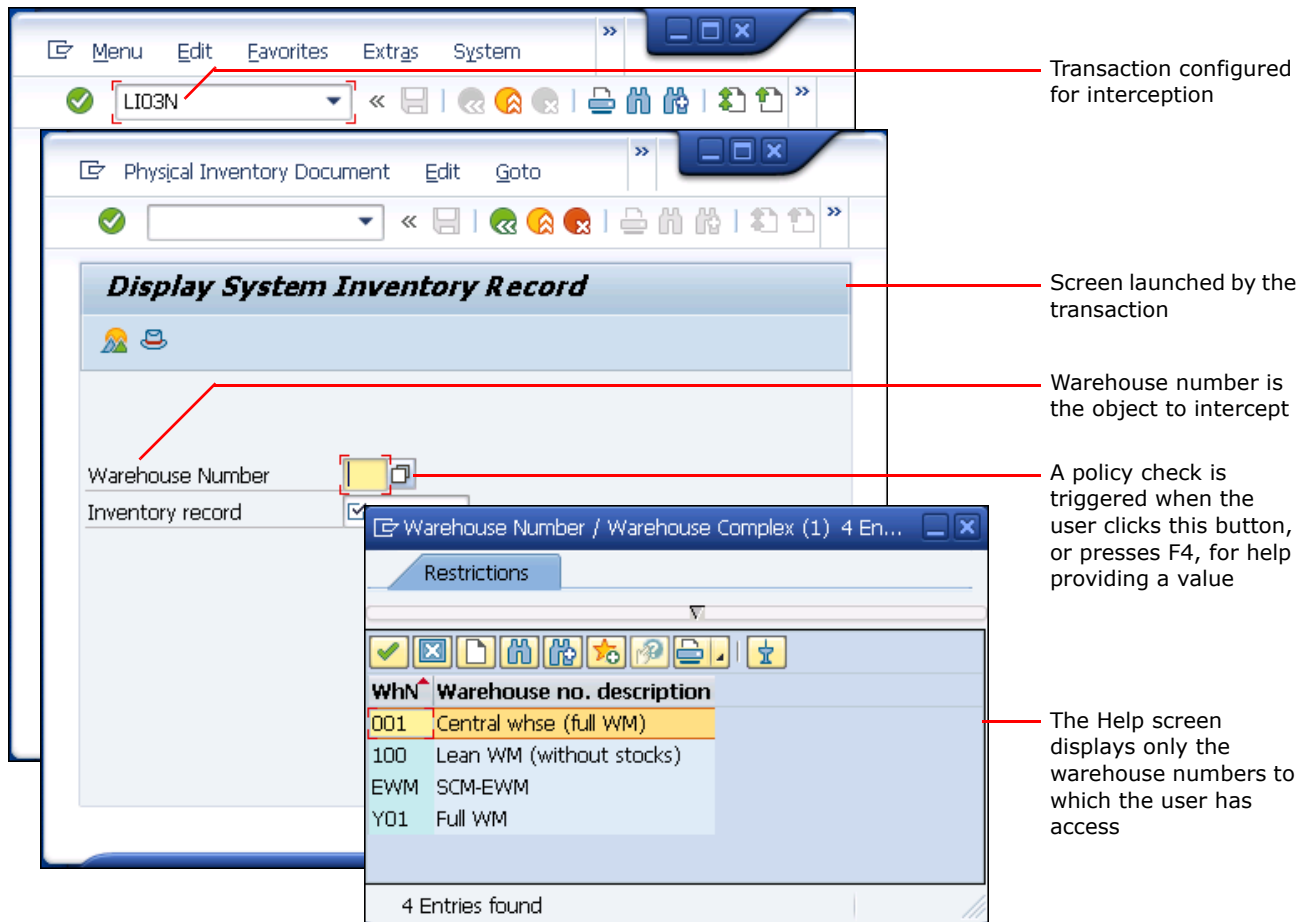 Menu Edit Favorites Extras System »
LI03N « »
Transaction configured
for interception
Physical Inventory Document Edit Goto »
« »
Display System Inventory Record
Screen launched by the
transaction
Warehouse number is
the object to intercept
Warehouse Number
Inventory record
A policy check is
triggered when the
user clicks this button,
or presses F4, for help
providing a value
Warehouse Number / Warehouse Complex (1) 4 En...
Restrictions
WhN Warehouse no. description
001 Central whse (full WM)
100 Lean WM (without stocks)
EWM SCM-EWM
Y01 Full WM
The Help screen
displays only the
warehouse numbers to
which the user has
access
4 Entries found